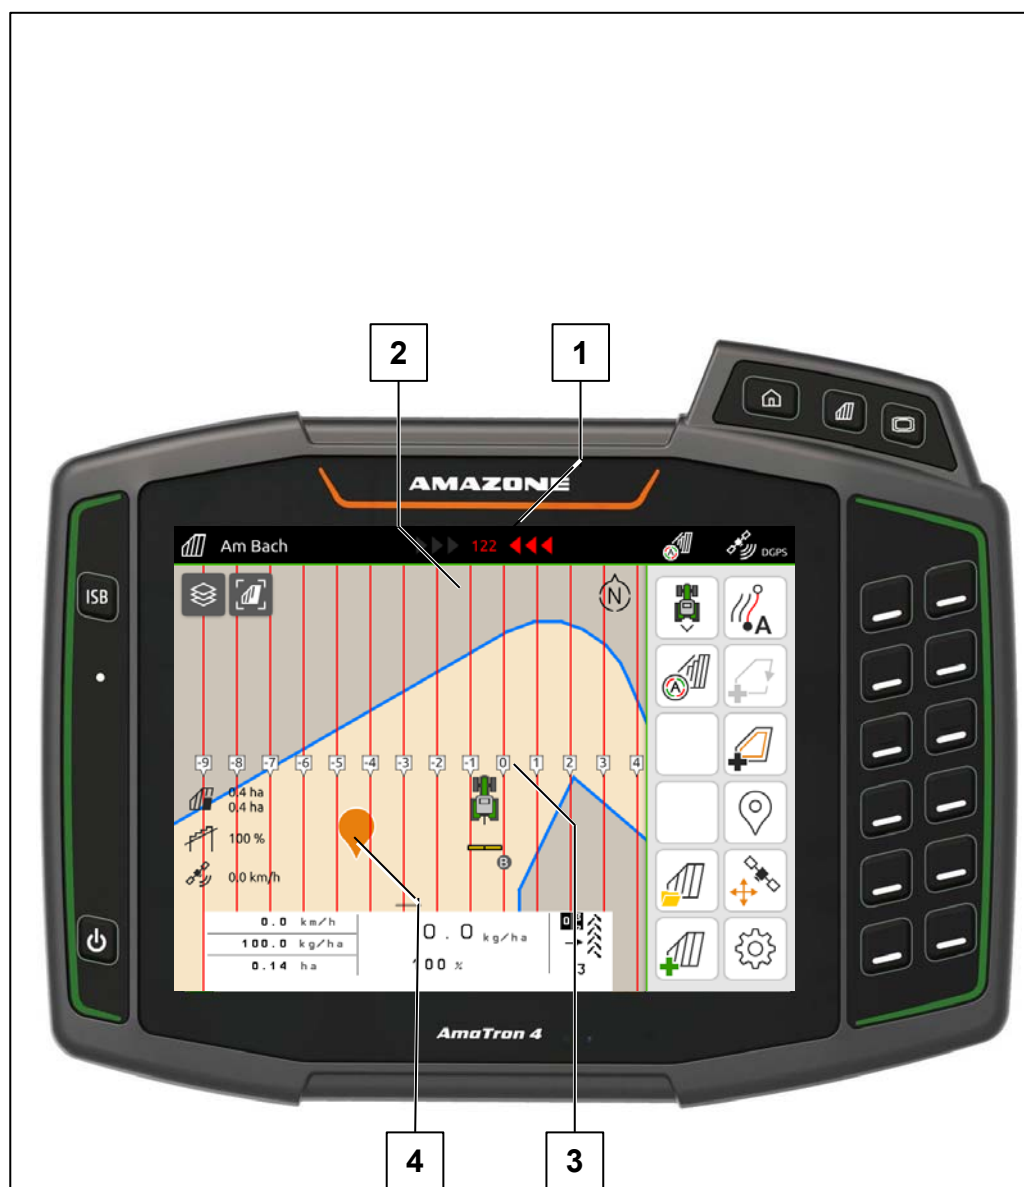 2 1
AMAZONE
Am Bach 122 DGPS
ISB
N
A
A
-9 -8 -7 -6 -5 -4 -3 -2 -1 0 1 2 3 4
0.4 ha
0.4 ha
100 %
B
0.0 km/h
0.0 km/h
100.0 kg/ha
0.14 ha
0.0 kg/ha
100 %
3
AmaTron 4
4 3